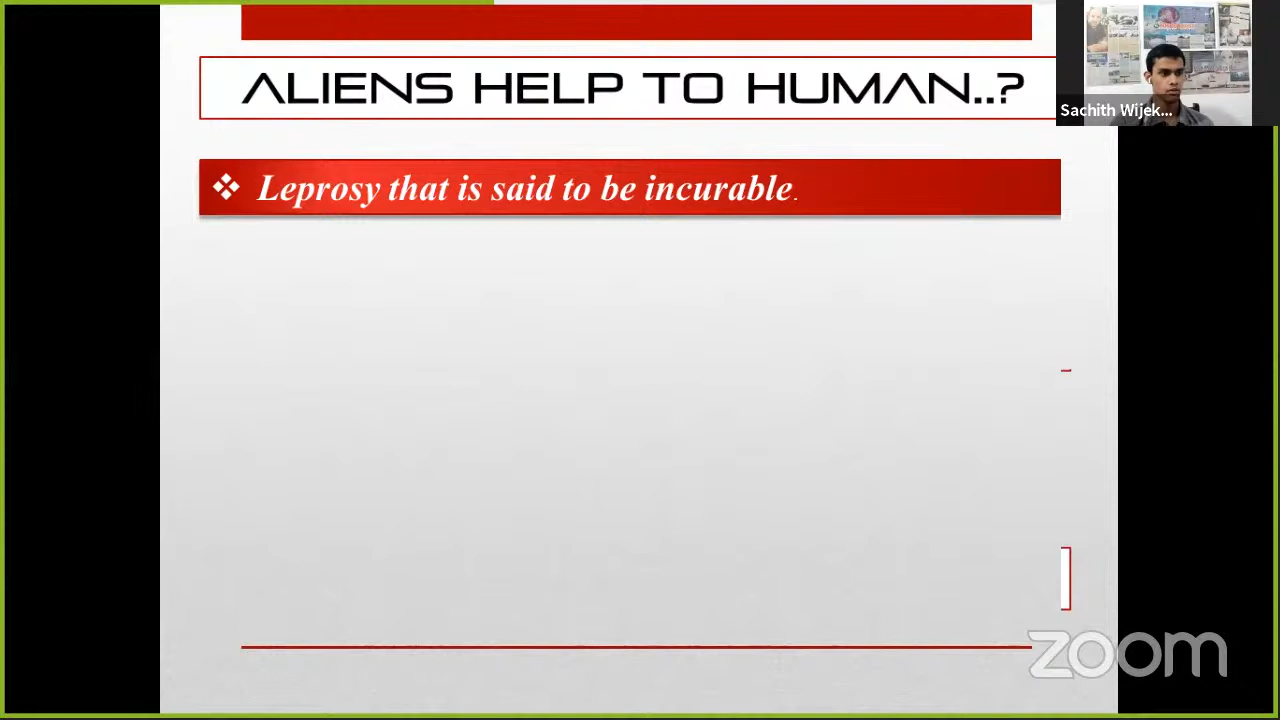 ALIENS HELP TO HUMAN..?
Sachith Wijek...
❖ Leprosy that is said to be incurable.
zoom